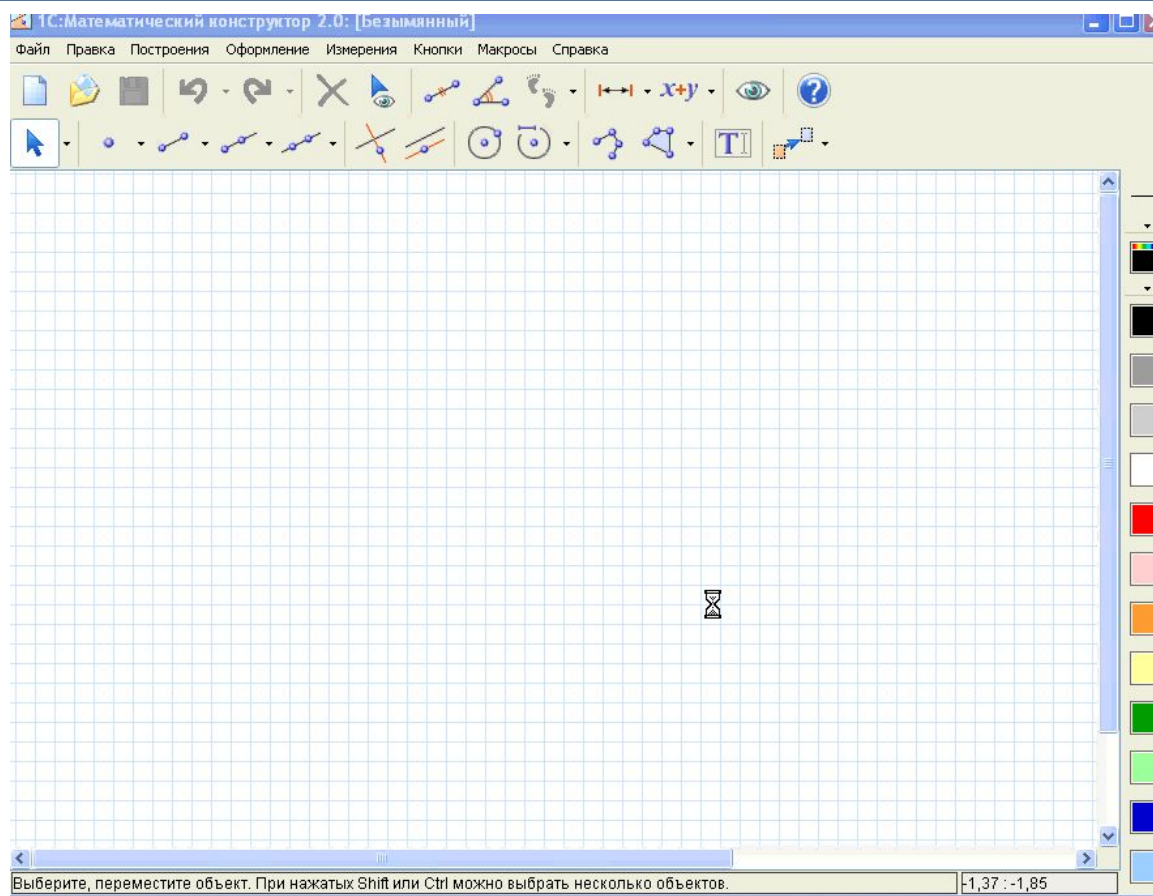 1С:Математический конструктор 2.0: [Безымянный]
Файл Правка Построения Оформление Измерения Кнопки Макросы Справка
x+y ?
T
Выберите, переместите объект. При нажатых Shift или Ctrl можно выбрать несколько объектов. -1,37 : -1,85